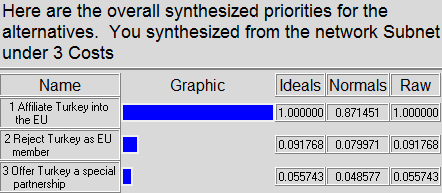 Here are the overall synthesized priorities for the
alternatives. You synthesized from the network Subnet
under 3 Costs
Name Graphic Ideals Normals Raw
1 Affiliate Turkey into
the EU
1.000000 0.871451 1.000000
2 Reject Turkey as EU
member
0.091768 0.079971 0.091768
3 Offer Turkey a special
partnership
0.055743 0.048577 0.055743